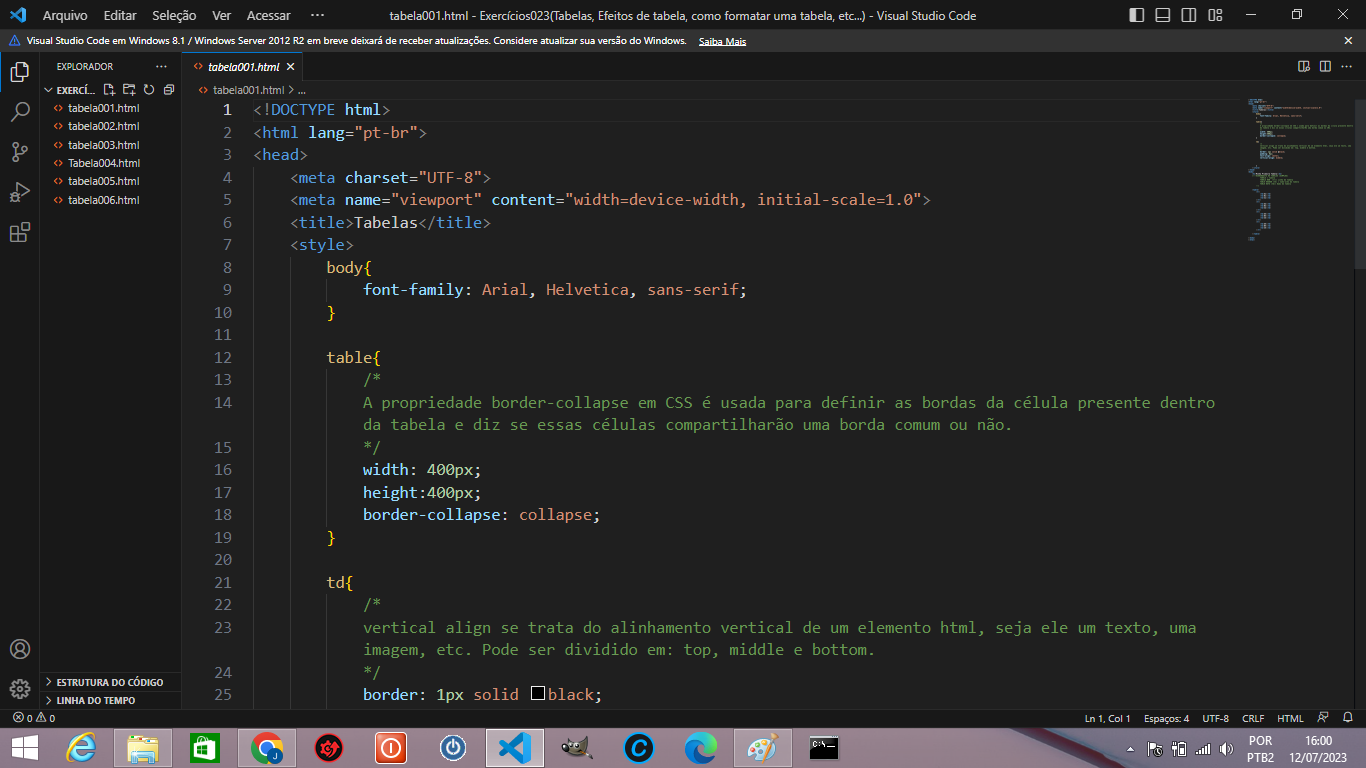 Arquivo Editar Seleção Ver Acessar ··· tabela001.html - Exercícios023(Tabelas, Efeitos de tabela, como formatar uma tabela, etc...) - Visual Studio Code
Visual Studio Code em Windows 8.1 / Windows Server 2012 R2 em breve deixará de receber atualizações. Considere atualizar sua versão do Windows. Saiba Mais
EXPLORADOR ···
EXERCÍ...
tabela001.html
tabela002.html
tabela003.html
Tabela004.html
tabela005.html
tabela006.html
ESTRUTURA DO CÓDIGO
LINHA DO TEMPO
tabela001.html
tabela001.html > ...
1 <!DOCTYPE html>
2 <html lang="pt-br">
3 <head>
4 <meta charset="UTF-8">
5 <meta name="viewport" content="width=device-width, initial-scale=1.0">
6 <title>Tabelas</title>
7 <style>
8 body{
9 font-family: Arial, Helvetica, sans-serif;
10 }
11
12 table{
13 /*
14 A propriedade border-collapse em CSS é usada para definir as bordas da célula presente dentro
da tabela e diz se essas células compartilharão uma borda comum ou não.
15 */
16 width: 400px;
17 height:400px;
18 border-collapse: collapse;
19 }
20
21 td{
22 /*
23 vertical align se trata do alinhamento vertical de um elemento html, seja ele um texto, uma
imagem, etc. Pode ser dividido em: top, middle e bottom.
24 */
25 border: 1px solid black;
0 0 Ln 1, Col 1 Espaços: 4 UTF-8 CRLF HTML
POR 16:00
PTB2 12/07/2023